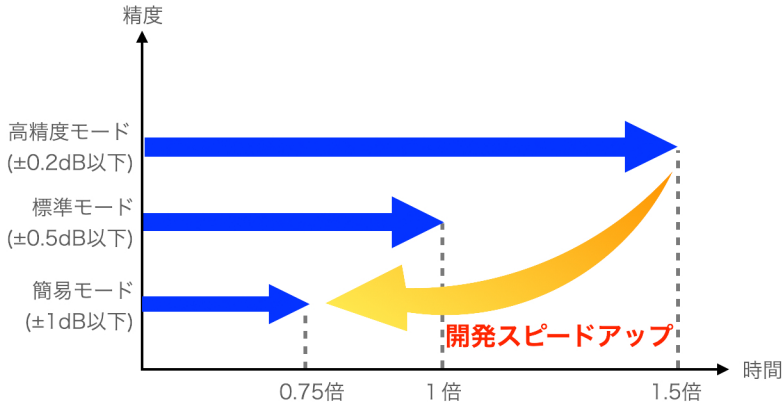 精度
高精度モード
(±0.2dB以下)
標準モード
(±0.5dB以下)
簡易モード
(±1dB以下)
開発スピードアップ
時間
0.75倍
1倍
1.5倍